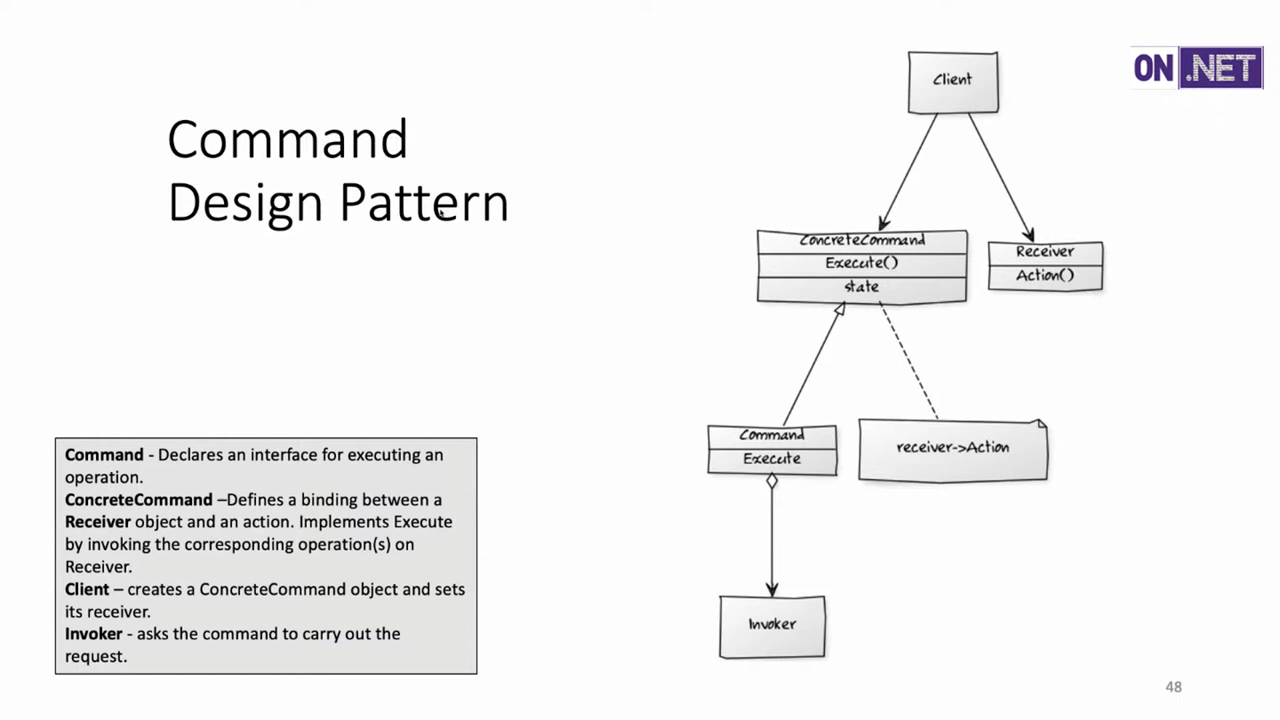 Command
Design Pattern
ON .NET
Client
ConcreteCommand
Execute()
state
Receiver
Action()
Command
Execute
receiver->Action
Invoker
Command - Declares an interface for executing an
operation.
ConcreteCommand –Defines a binding between a
Receiver object and an action. Implements Execute
by invoking the corresponding operation(s) on
Receiver.
Client – creates a ConcreteCommand object and sets
its receiver.
Invoker - asks the command to carry out the
request.
48